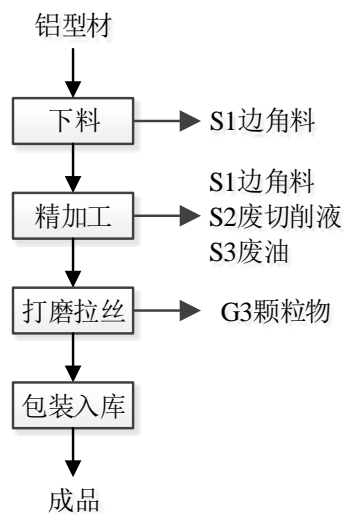 铝型材
下料
S1边角料
精加工
S1边角料
S2废切削液
S3废油
打磨拉丝
G3颗粒物
包装入库
成品